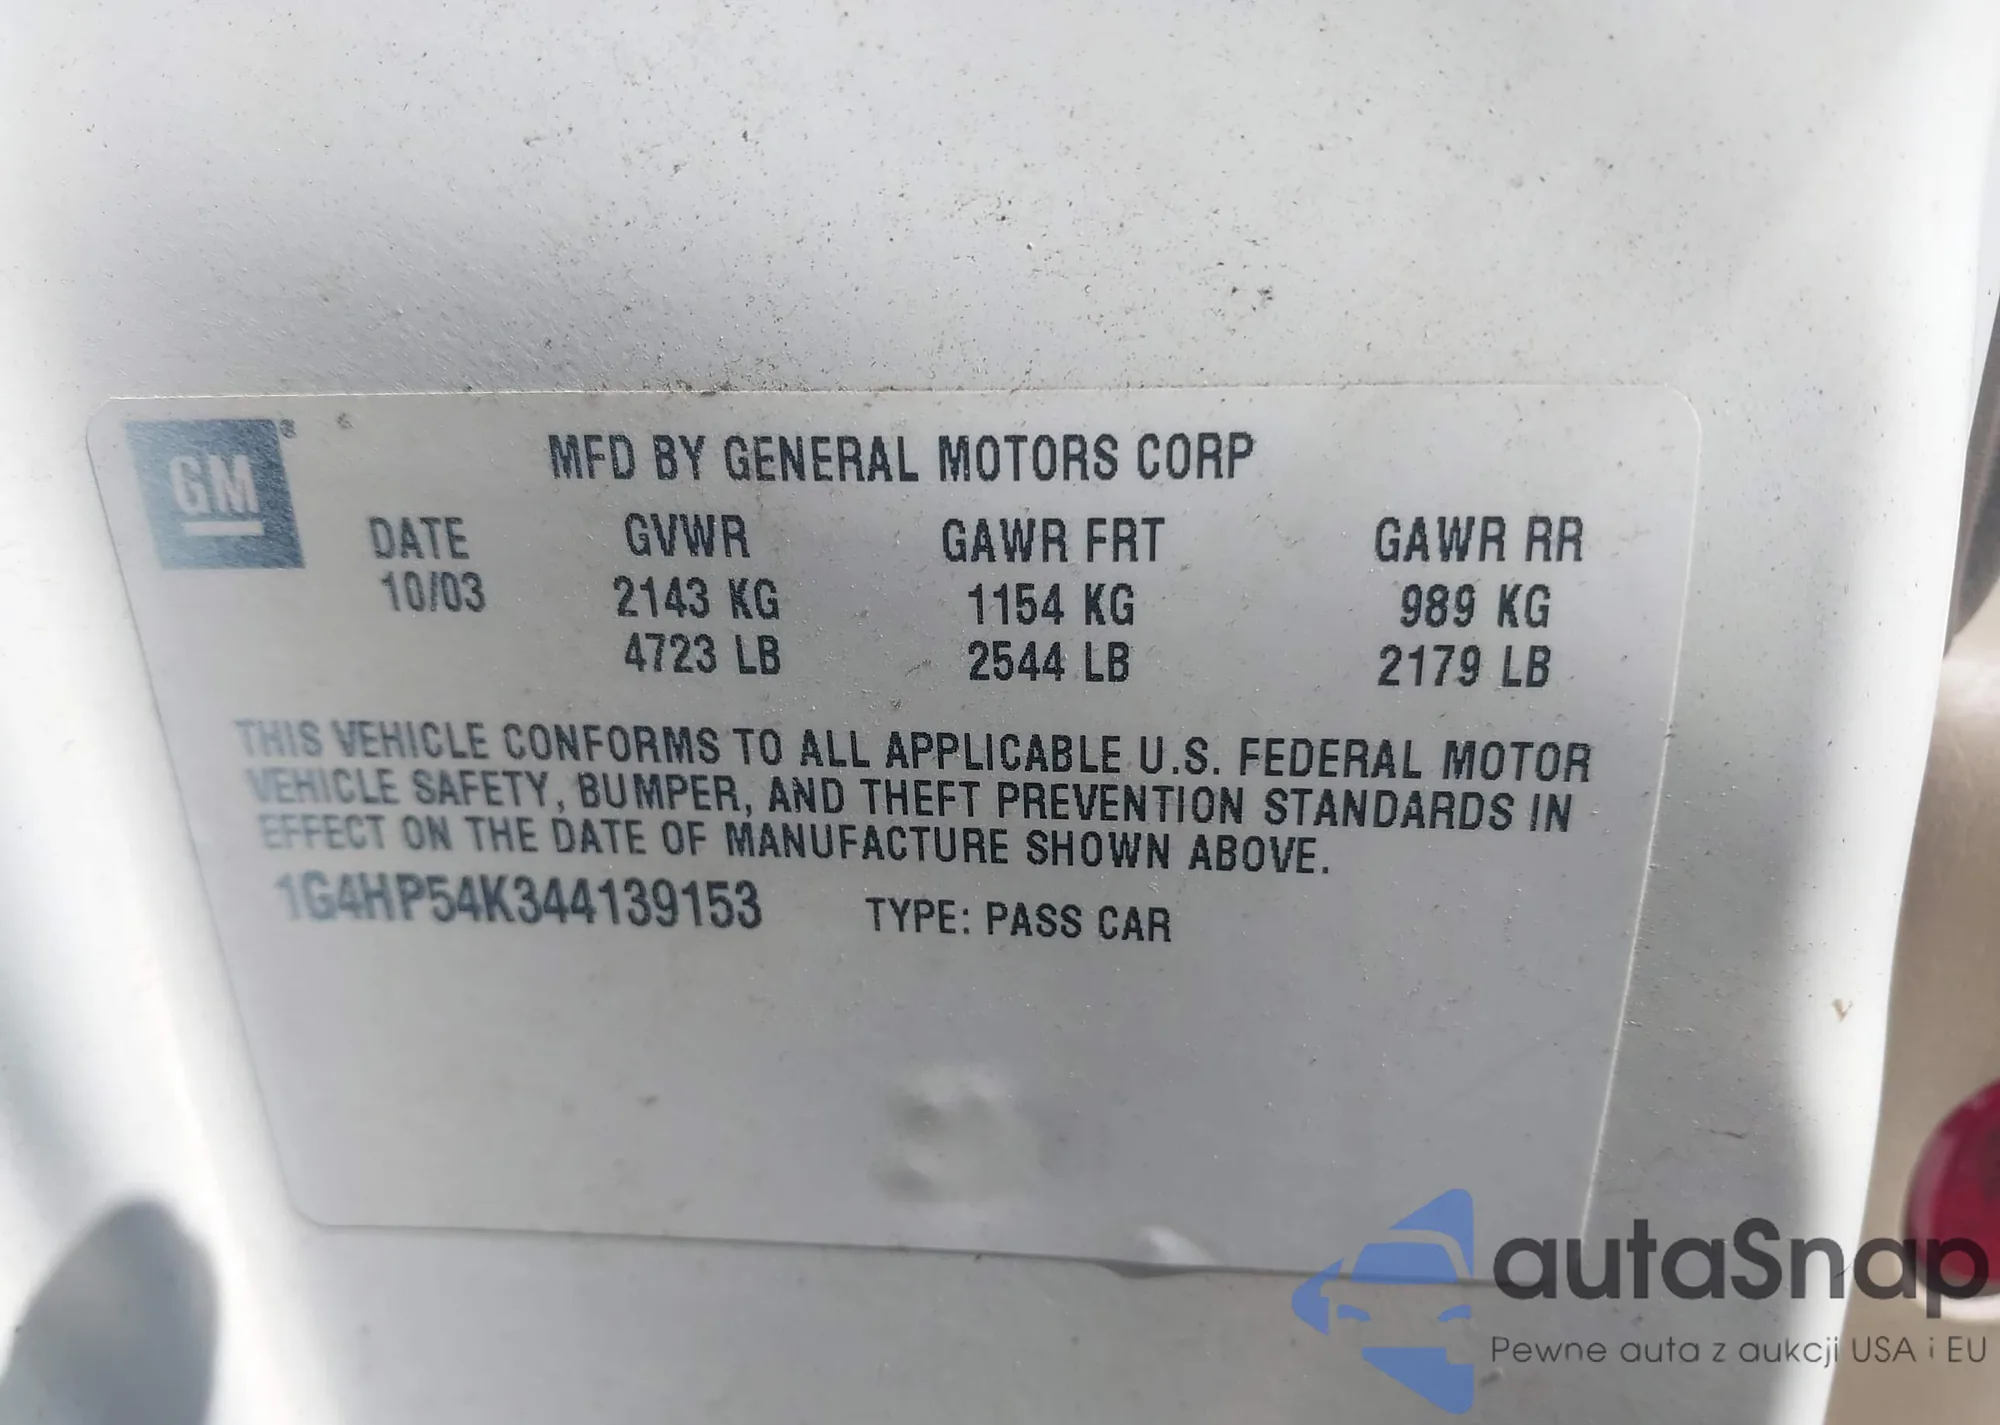 GM
MFD BY GENERAL MOTORS CORP
DATE GVWR GAWR FRT GAWR RR
10/03 2143 KG 1154 KG 989 KG
4723 LB 2544 LB 2179 LB
THIS VEHICLE CONFORMS TO ALL APPLICABLE U.S. FEDERAL MOTOR
VEHICLE SAFETY, BUMPER, AND THEFT PREVENTION STANDARDS IN
EFFECT ON THE DATE OF MANUFACTURE SHOWN ABOVE.
1G4HP54K344139153 TYPE: PASS CAR
autaSnap
Pewne auta z aukcji USA i EU